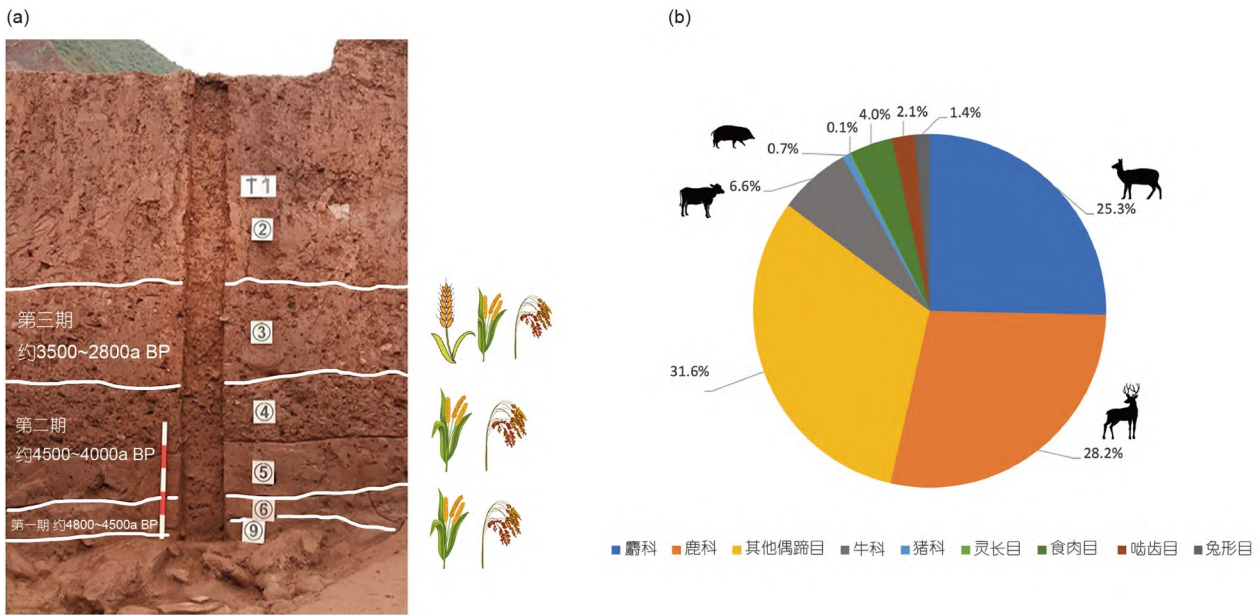 (a)
T1
②
第三期
约3500~2800a BP
③
第二期
约4500~4000a BP
④
⑤
第一期 约4800~4500a BP
⑥
⑨
(b)
0.7%
0.1%
4.0%
2.1%
1.4%
6.6%
25.3%
31.6%
28.2%
麝科 鹿科 其他偶蹄目 牛科 猪科 灵长目 食肉目 啮齿目 兔形目